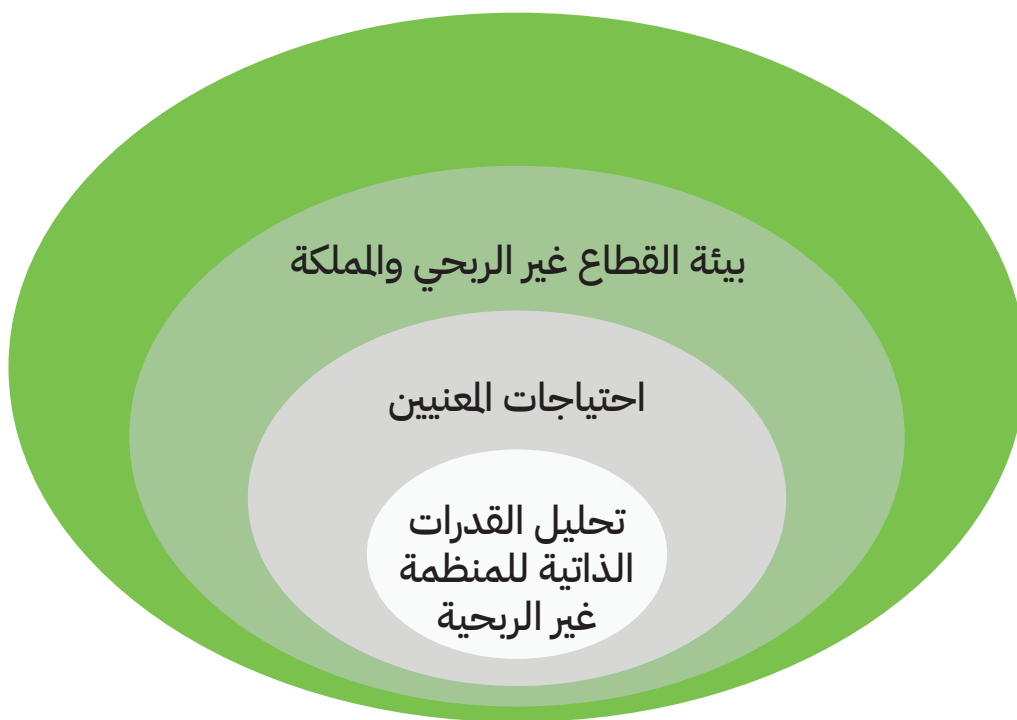 بيئة القطاع غير الربحي والمملكة
احتياجات المعنيين
تحليل القدرات
الذاتية للمنظمة
غير الربحية